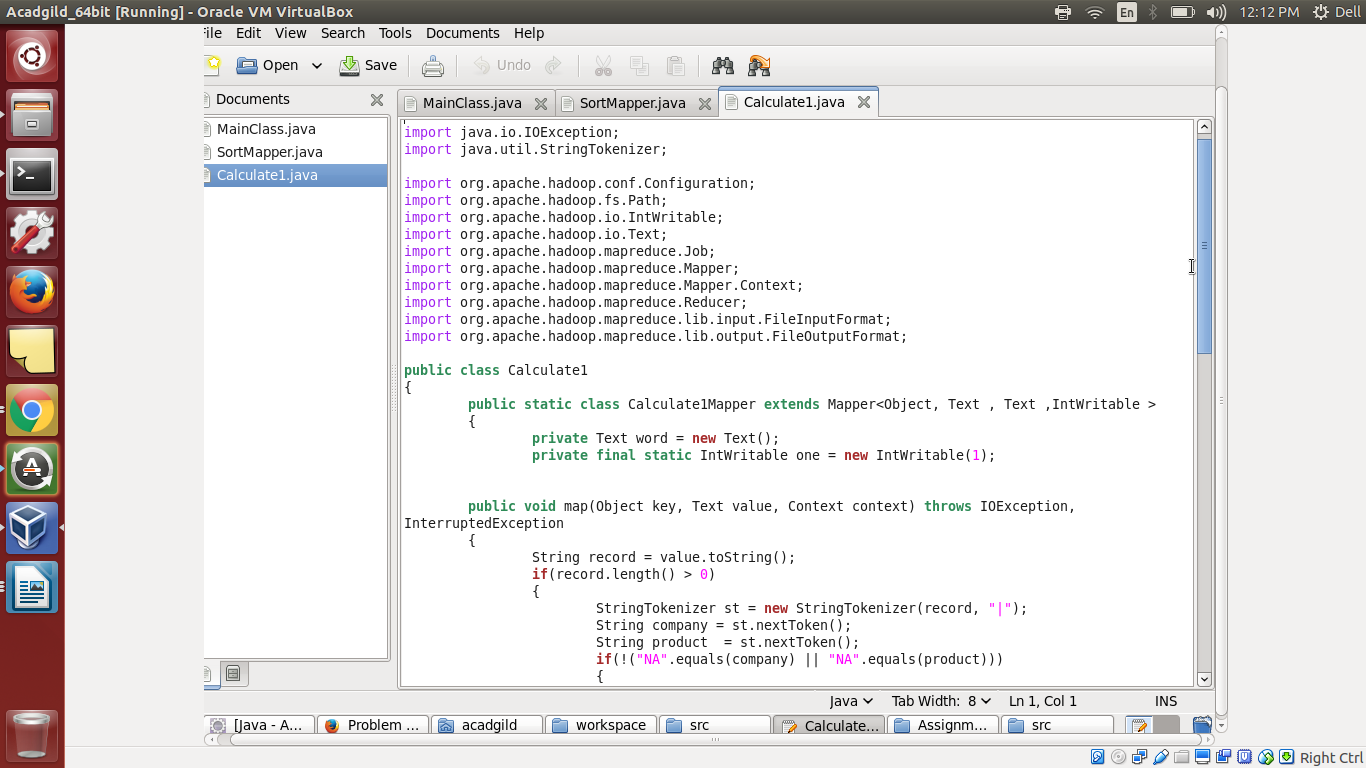 Acadgild_64bit [Running] - Oracle VM VirtualBox
En
12:12 PM
Dell
File Edit View Search Tools Documents Help
Open
Save
Undo
Documents
MainClass.java
SortMapper.java
Calculate1.java
MainClass.java
SortMapper.java
Calculate1.java
import java.io.IOException;
import java.util.StringTokenizer;
import org.apache.hadoop.conf.Configuration;
import org.apache.hadoop.fs.Path;
import org.apache.hadoop.io.IntWritable;
import org.apache.hadoop.io.Text;
import org.apache.hadoop.mapreduce.Job;
import org.apache.hadoop.mapreduce.Mapper;
import org.apache.hadoop.mapreduce.Mapper.Context;
import org.apache.hadoop.mapreduce.Reducer;
import org.apache.hadoop.mapreduce.lib.input.FileInputFormat;
import org.apache.hadoop.mapreduce.lib.output.FileOutputFormat;
public class Calculate1
{
public static class Calculate1Mapper extends Mapper<Object, Text , Text ,IntWritable >
{
private Text word = new Text();
private final static IntWritable one = new IntWritable(1);
public void map(Object key, Text value, Context context) throws IOException,
InterruptedException
{
String record = value.toString();
if(record.length() > 0)
{
StringTokenizer st = new StringTokenizer(record, "|");
String company = st.nextToken();
String product  = st.nextToken();
if(!("NA".equals(company) || "NA".equals(product)))
{
Java
Tab Width: 8
Ln 1, Col 1
INS
[Java - A...
Problem ...
acadgild
workspace
src
Calculate...
Assignm...
src
Right Ctrl